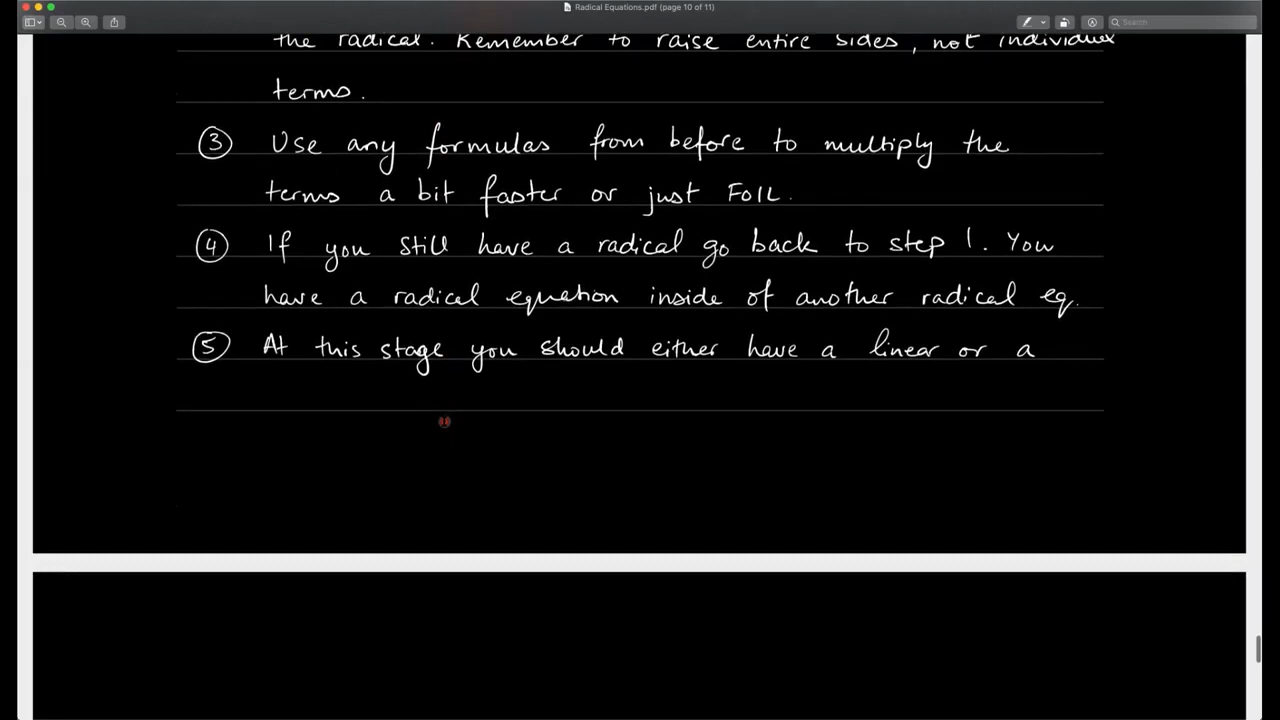 Radical Equations.pdf (page 10 of 11)
Search
the radical. Remember to raise entire sides, not individual
terms.
③ Use any formulas from before to multiply the
terms a bit faster or just FOIL.
④ If you still have a radical go back to step 1. You
have a radical equation inside of another radical eq.
⑤ At this stage you should either have a linear or a